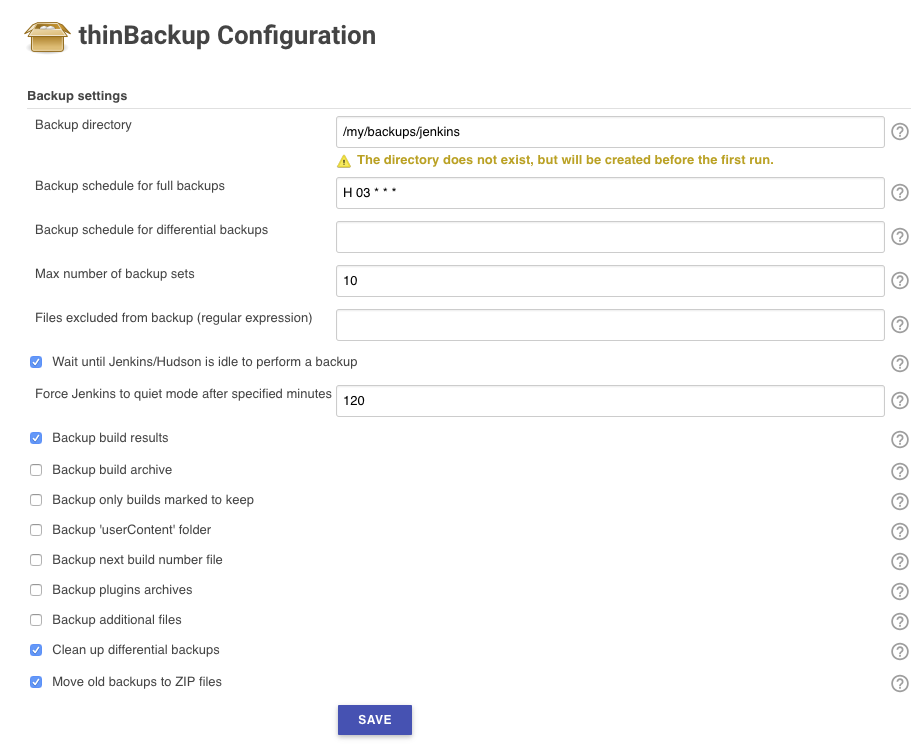 thinBackup Configuration
Backup settings
Backup directory
/my/backups/jenkins
The directory does not exist, but will be created before the first run.
Backup schedule for full backups
H 03 * * *
Backup schedule for differential backups
Max number of backup sets
10
Files excluded from backup (regular expression)
Wait until Jenkins/Hudson is idle to perform a backup
Force Jenkins to quiet mode after specified minutes
120
Backup build results
Backup build archive
Backup only builds marked to keep
Backup 'userContent' folder
Backup next build number file
Backup plugins archives
Backup additional files
Clean up differential backups
Move old backups to ZIP files
SAVE